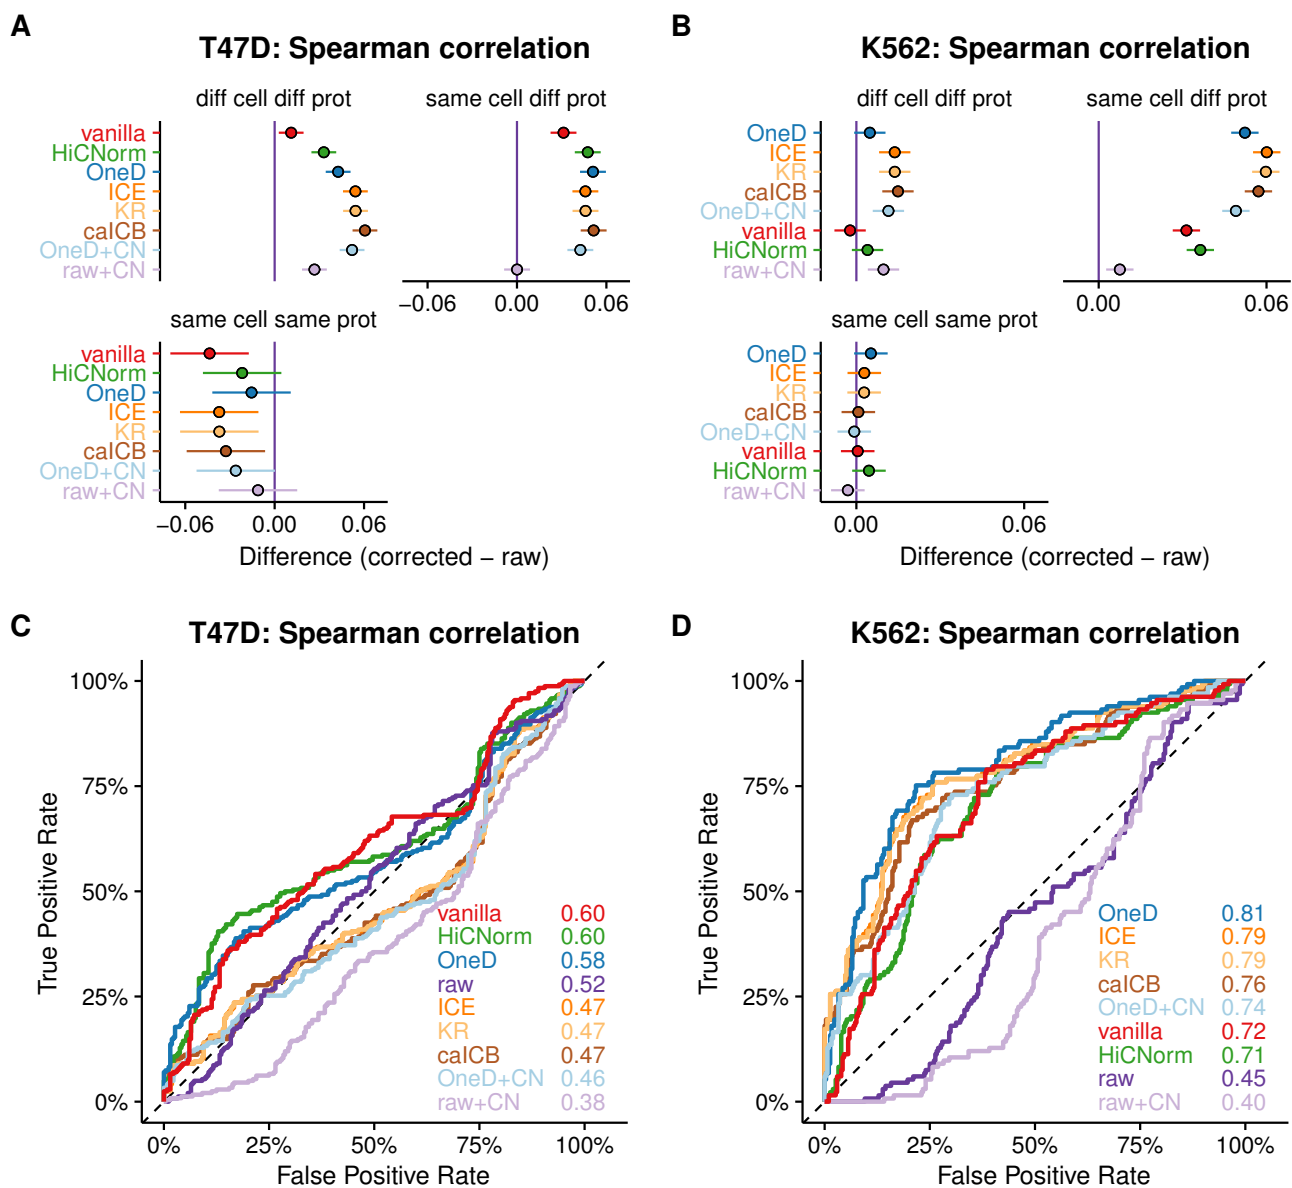 A
T47D: Spearman correlation
diff cell diff prot
same cell diff prot
vanilla
HiCNorm
OneD
ICE
KR
caICB
OneD+CN
raw+CN
−0.06 0.00 0.06
same cell same prot
vanilla
HiCNorm
OneD
ICE
KR
caICB
OneD+CN
raw+CN
−0.06 0.00 0.06
Difference (corrected − raw)
B
K562: Spearman correlation
diff cell diff prot
same cell diff prot
OneD
ICE
KR
caICB
OneD+CN
vanilla
HiCNorm
raw+CN
0.00 0.06
same cell same prot
OneD
ICE
KR
caICB
OneD+CN
vanilla
HiCNorm
raw+CN
0.00 0.06
Difference (corrected − raw)
C
T47D: Spearman correlation
True Positive Rate
100%
75%
50%
25%
0%
vanilla 0.60
HiCNorm 0.60
OneD 0.58
raw 0.52
ICE 0.47
KR 0.47
caICB 0.47
OneD+CN 0.46
raw+CN 0.38
0% 25% 50% 75% 100%
False Positive Rate
D
K562: Spearman correlation
True Positive Rate
100%
75%
50%
25%
0%
OneD 0.81
ICE 0.79
KR 0.79
caICB 0.76
OneD+CN 0.74
vanilla 0.72
HiCNorm 0.71
raw 0.45
raw+CN 0.40
0% 25% 50% 75% 100%
False Positive Rate